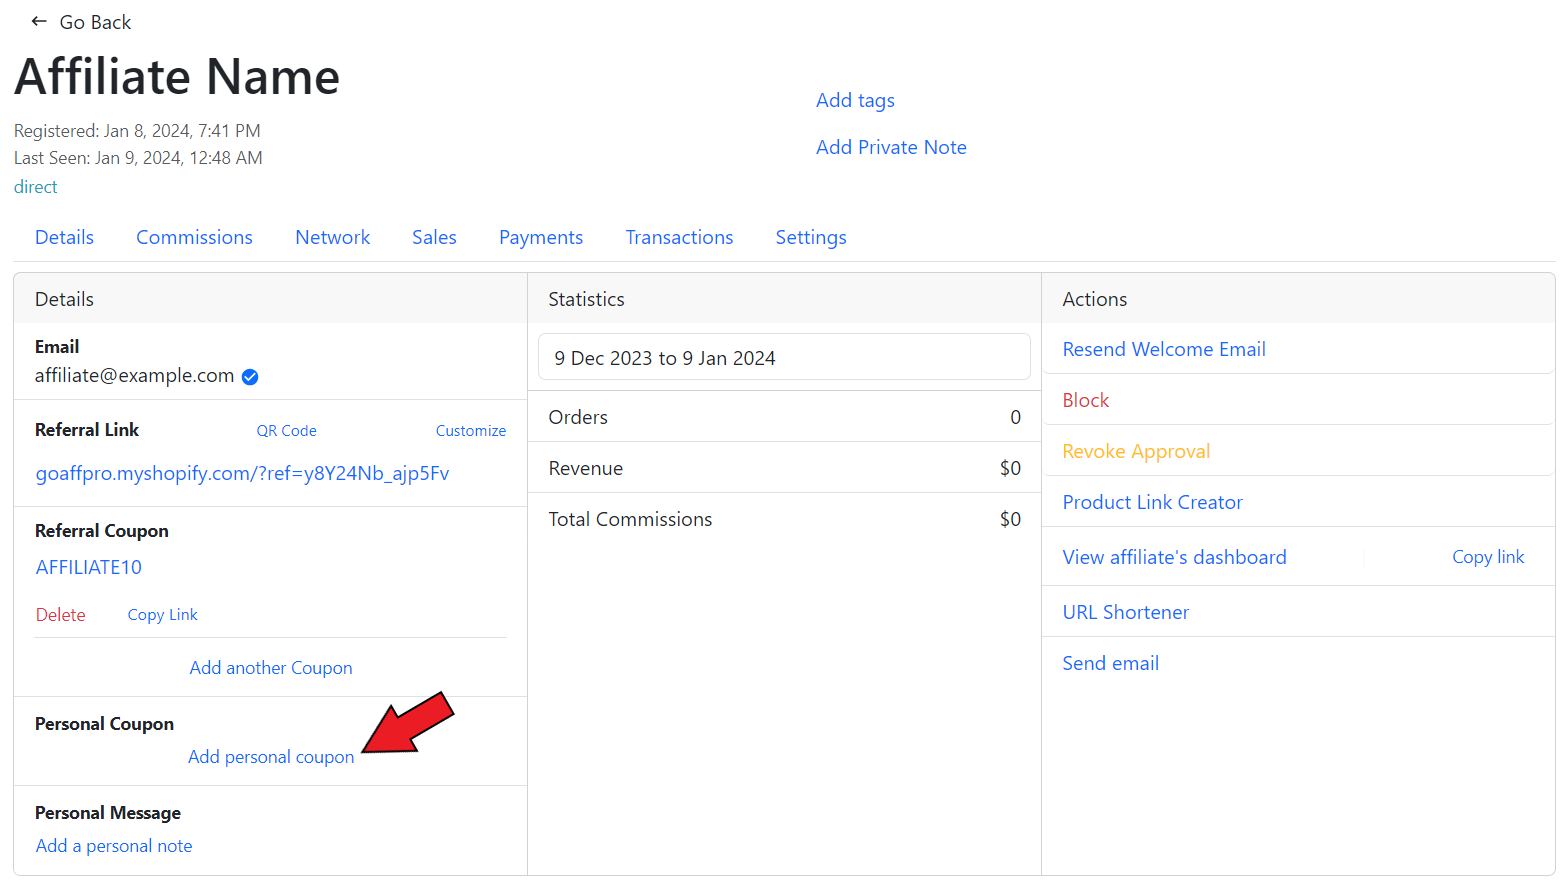 Go Back
Affiliate Name
Registered: Jan 8, 2024, 7:41 PM
Last Seen: Jan 9, 2024, 12:48 AM
direct
Add tags
Add Private Note
Details Commissions Network Sales Payments Transactions Settings
Details
Email
affiliate@example.com
Referral Link QR Code Customize
goaffpro.myshopify.com/?ref=y8Y24Nb_ajp5Fv
Referral Coupon
AFFILIATE10
Delete Copy Link
Add another Coupon
Personal Coupon
Add personal coupon
Personal Message
Add a personal note
Statistics
9 Dec 2023 to 9 Jan 2024
Orders 0
Revenue $0
Total Commissions $0
Actions
Resend Welcome Email
Block
Revoke Approval
Product Link Creator
View affiliate's dashboard Copy link
URL Shortener
Send email